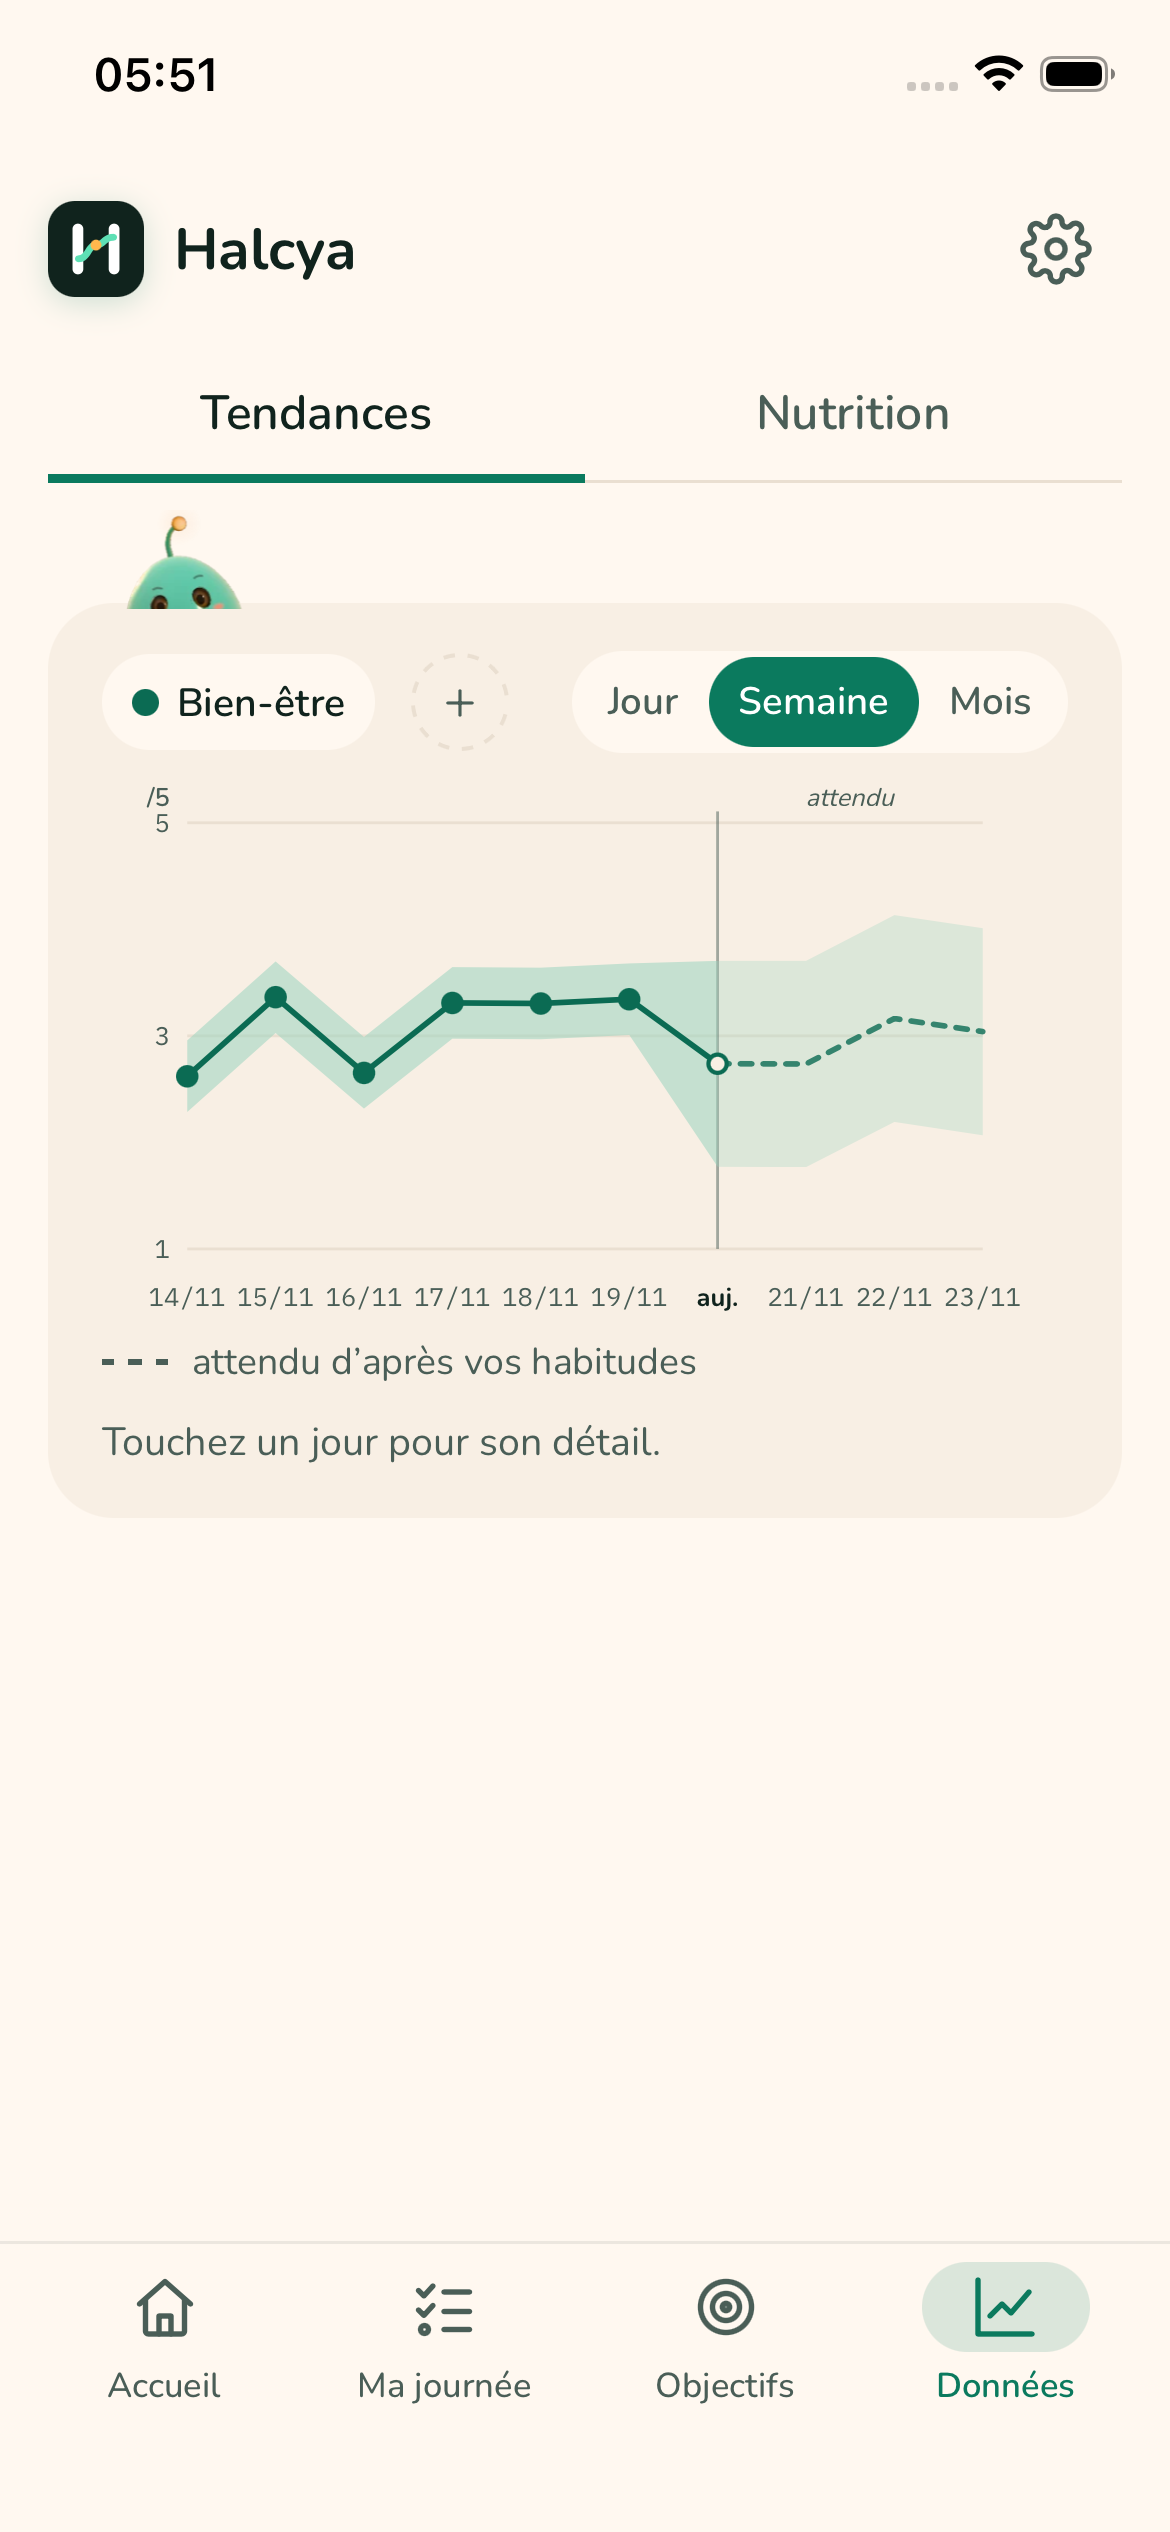 05:51
Halcya
Tendances
Nutrition
Bien-être
+
Jour Semaine Mois
/5
attendu
5
3
1
14/11 15/11 16/11 17/11 18/11 19/11 auj. 21/11 22/11 23/11
attendu d’après vos habitudes
Touchez un jour pour son détail.
Accueil
Ma journée
Objectifs
Données